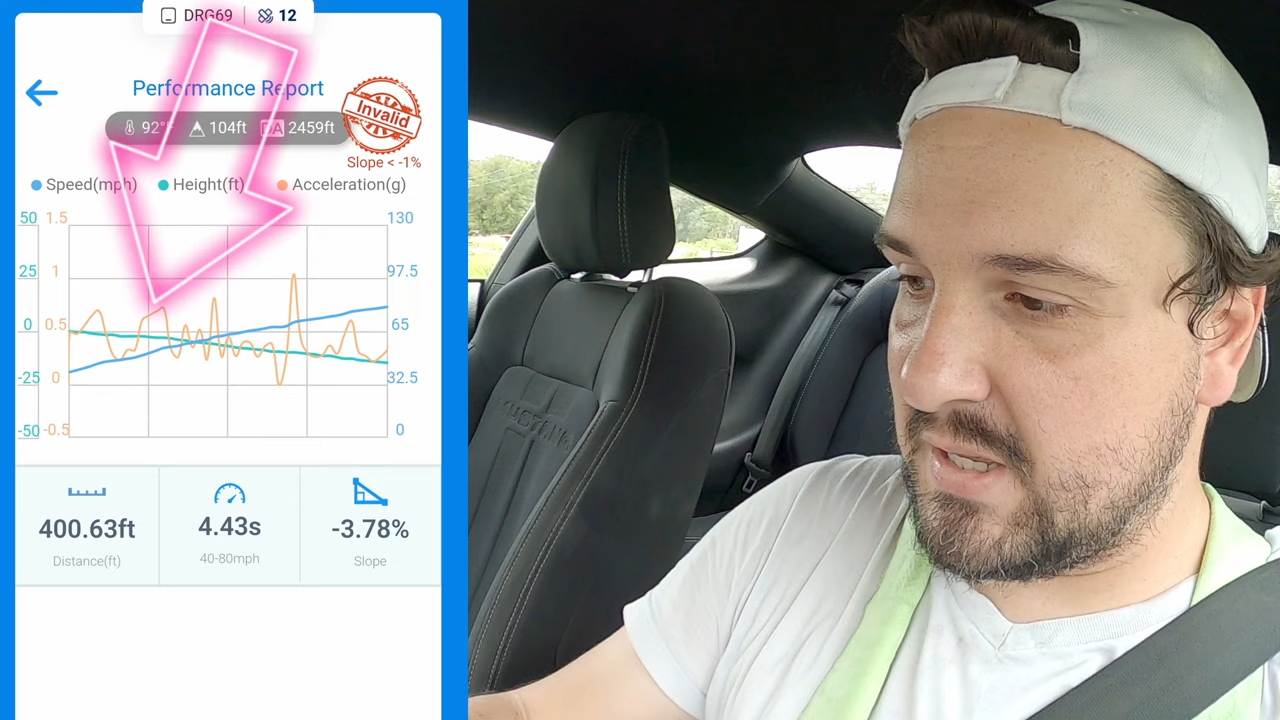 DRG69 12
Performance Report
Invalid
92°F 104ft DA 2459ft
Slope < -1%
Speed(mph) Height(ft) Acceleration(g)
50 1.5 130
25 1 97.5
0 0.5 65
-25 0 32.5
-50 -0.5 0
400.63ft 4.43s -3.78%
Distance(ft) 40-80mph Slope
MUSTANG